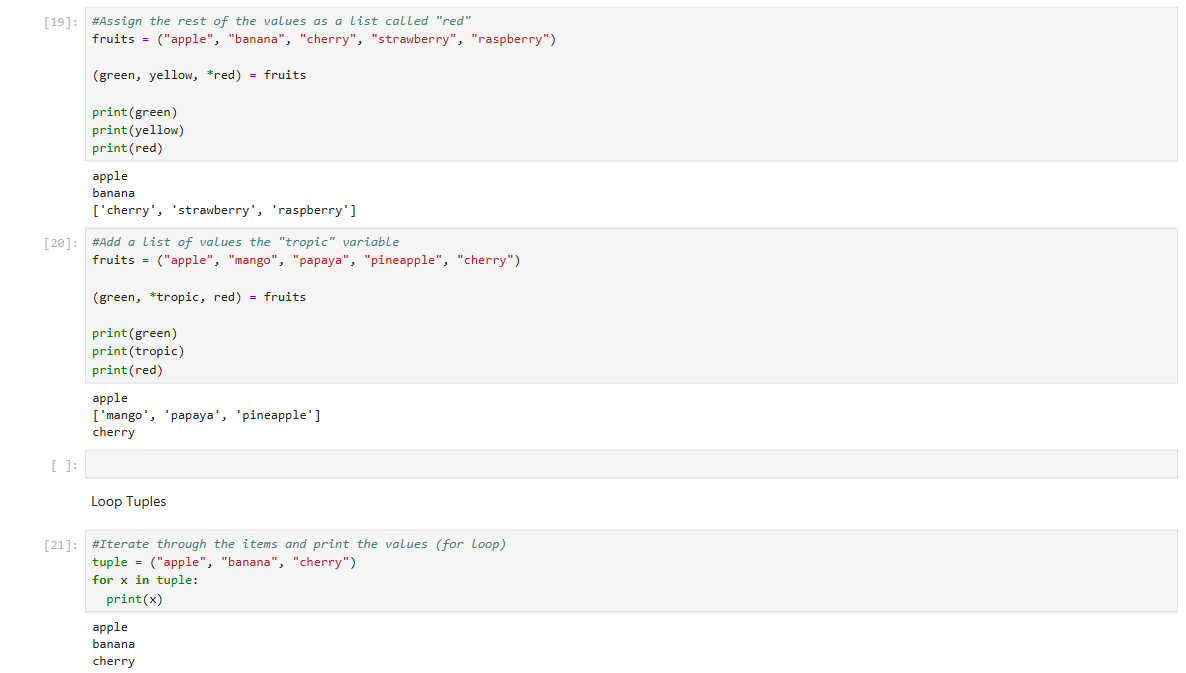 [19]: #Assign the rest of the values as a list called "red"
fruits = ("apple", "banana", "cherry", "strawberry", "raspberry")
(green, yellow, *red) = fruits
print(green)
print(yellow)
print(red)
apple
banana
['cherry', 'strawberry', 'raspberry']
[20]: #Add a list of values the "tropic" variable
fruits = ("apple", "mango", "papaya", "pineapple", "cherry")
(green, *tropic, red) = fruits
print(green)
print(tropic)
print(red)
apple
['mango', 'papaya', 'pineapple']
cherry
[ ]:
Loop Tuples
[21]: #Iterate through the items and print the values (for loop)
tuple = ("apple", "banana", "cherry")
for x in tuple:
  print(x)
apple
banana
cherry